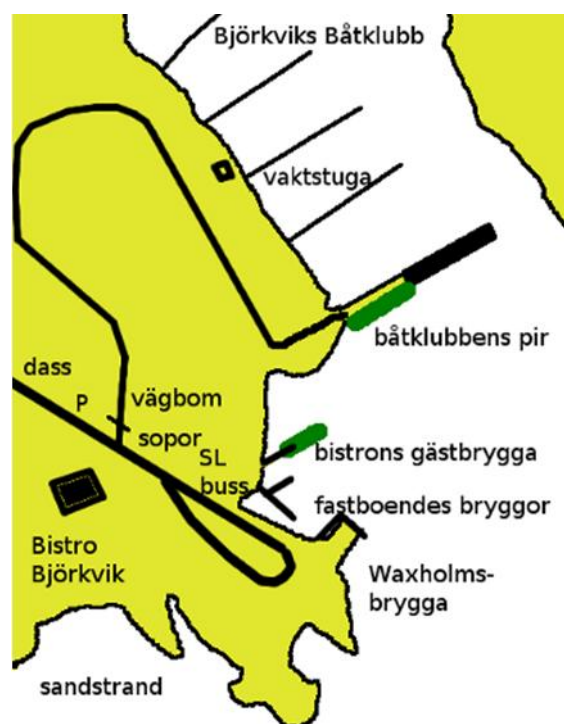 Björkviks Båtklubb
vaktstuga
båtklubbens pir
dass
P
vägbom
sopor
SL
buss
bistrons gästbrygga
fastboendes bryggor
Bistro
Björkvik
Waxholms-
brygga
sandstrand